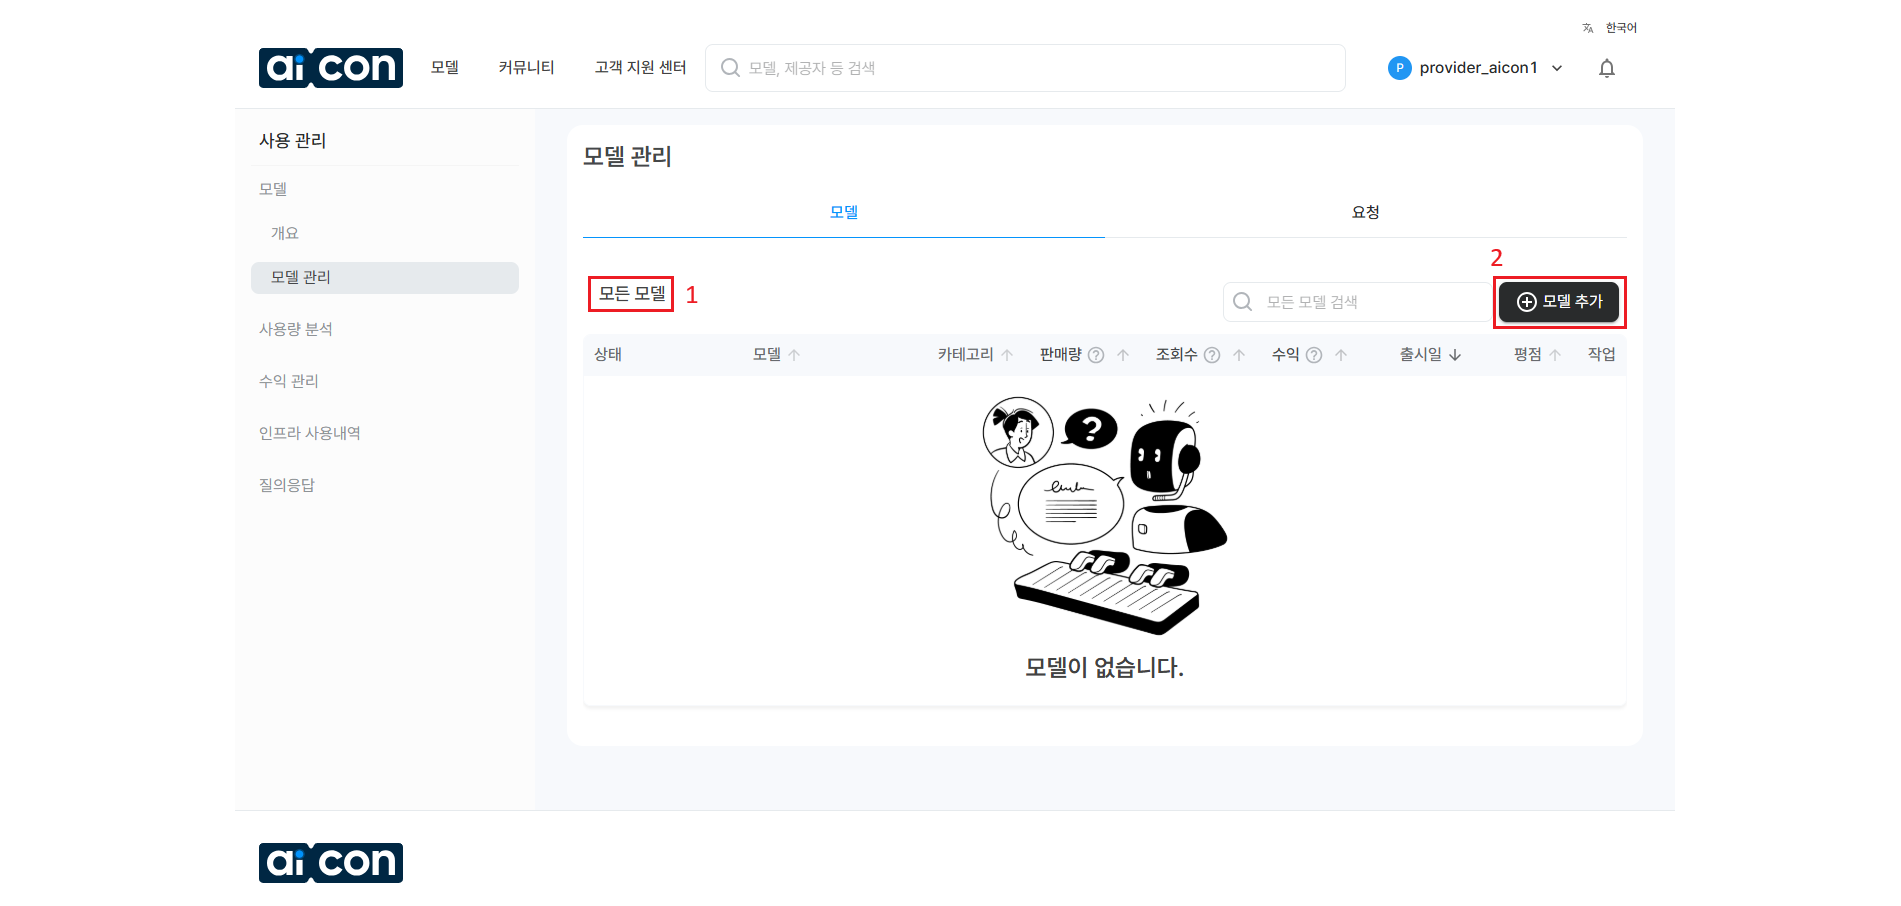 한국어
ai con
모델
커뮤니티
고객 지원 센터
모델, 제공자 등 검색
P
provider_aicon1
사용 관리
모델
개요
모델 관리
사용량 분석
수익 관리
인프라 사용내역
질의응답
모델 관리
모델
요청
모든 모델
1
모든 모델 검색
2
모델 추가
상태
모델
카테고리
판매량
조회수
수익
출시일
평점
작업
?
모델이 없습니다.
ai con